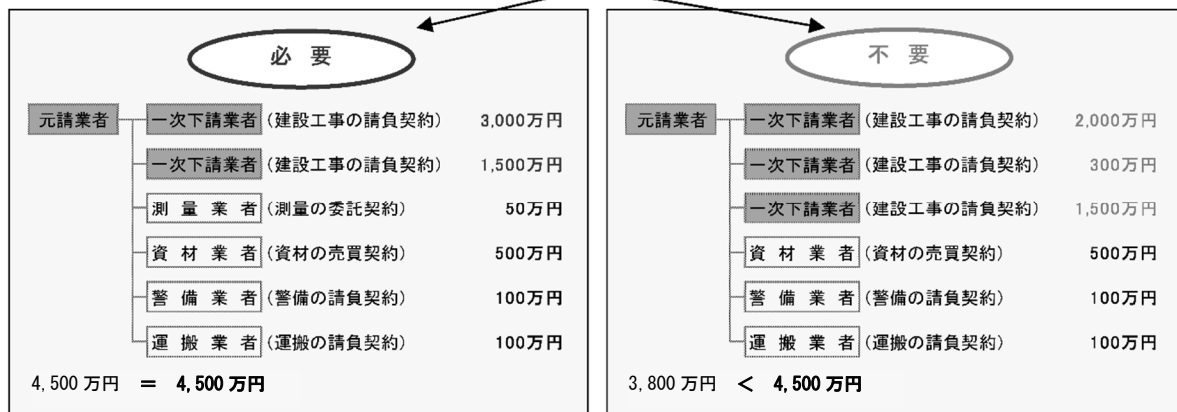 必 要
元請業者 一次下請業者 (建設工事の請負契約) 3,000万円
一次下請業者 (建設工事の請負契約) 1,500万円
測 量 業 者 (測量の委託契約) 50万円
資 材 業 者 (資材の売買契約) 500万円
警 備 業 者 (警備の請負契約) 100万円
運 搬 業 者 (運搬の請負契約) 100万円
4,500 万円 = 4,500 万円
不 要
元請業者 一次下請業者 (建設工事の請負契約) 2,000万円
一次下請業者 (建設工事の請負契約) 300万円
一次下請業者 (建設工事の請負契約) 1,500万円
資 材 業 者 (資材の売買契約) 500万円
警 備 業 者 (警備の請負契約) 100万円
運 搬 業 者 (運搬の請負契約) 100万円
3,800 万円 < 4,500 万円